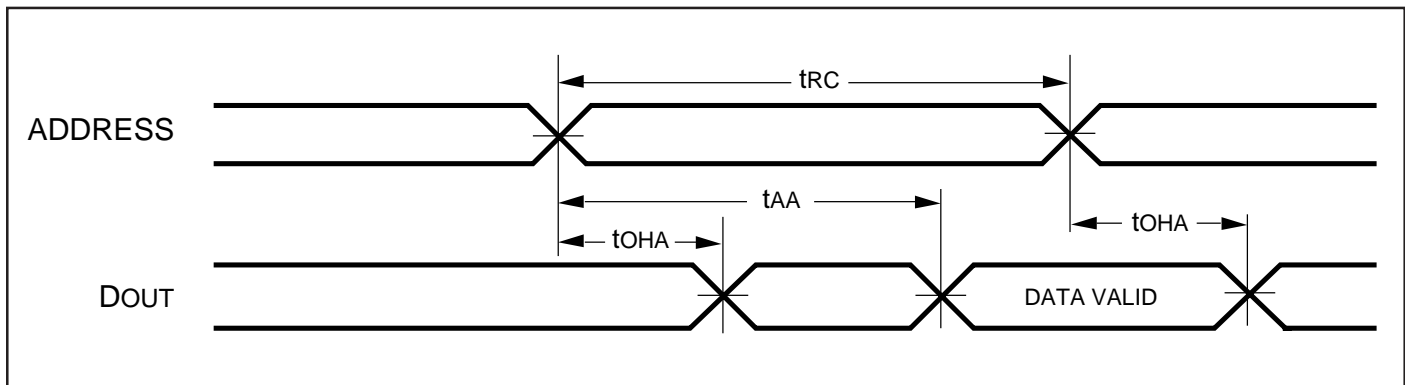 tRC
ADDRESS
tAA
tOHA
tOHA
DOUT
DATA VALID